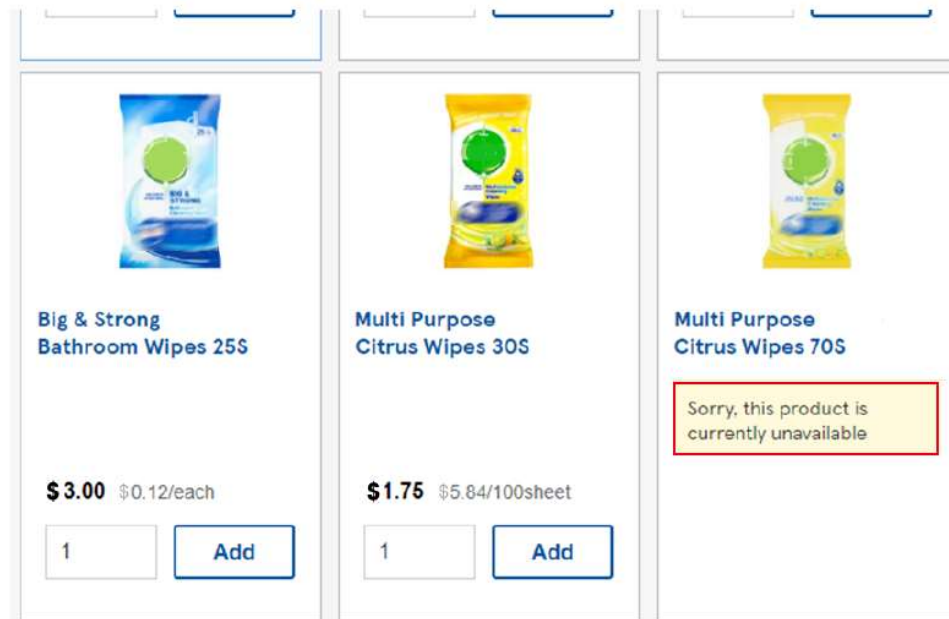 Big & Strong
Bathroom Wipes 25S
$3.00 $0.12/each
1
Add
Multi Purpose
Citrus Wipes 30S
$1.75 $5.84/100sheet
1
Add
Multi Purpose
Citrus Wipes 70S
Sorry, this product is
currently unavailable